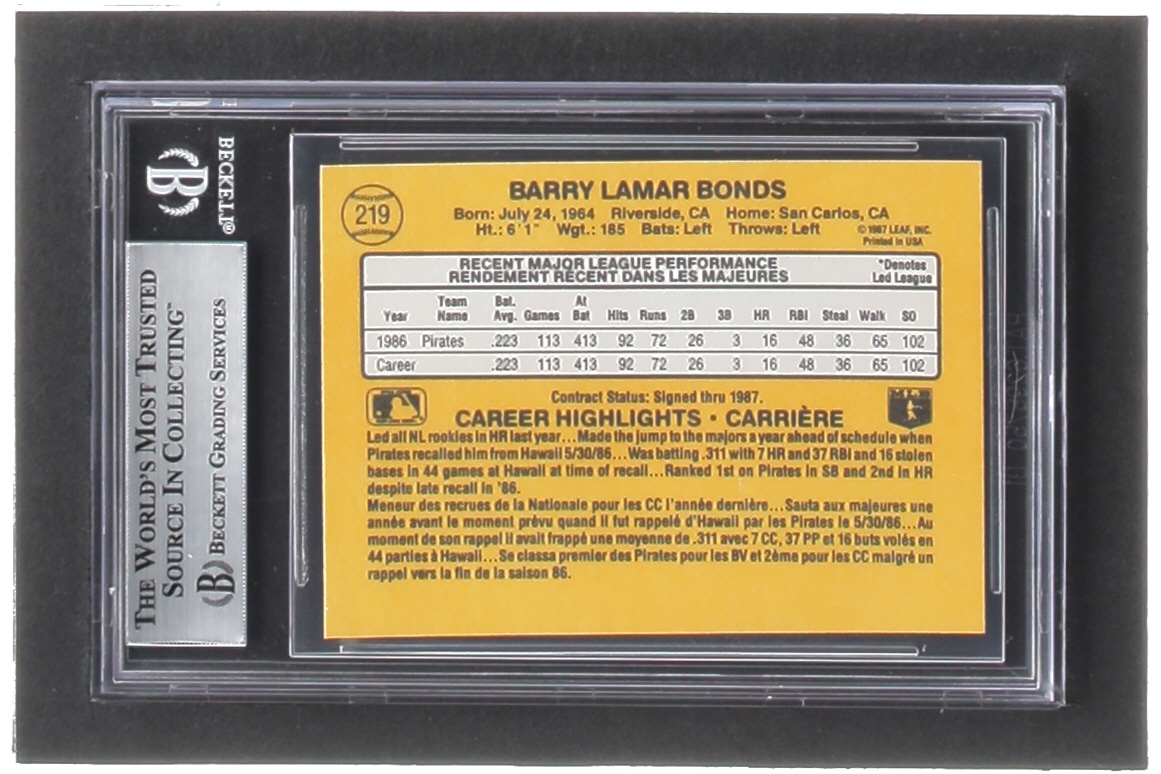 BECKETT®
THE WORLD'S MOST TRUSTED
SOURCE IN COLLECTING™
BECKETT GRADING SERVICES
219
BARRY LAMAR BONDS
Born: July 24, 1964 Riverside, CA Home: San Carlos, CA
Ht.: 6'1" Wgt.: 185 Bats: Left Throws: Left
© 1987 LEAF, INC.
Printed in USA
RECENT MAJOR LEAGUE PERFORMANCE
RENDEMENT RÉCENT DANS LES MAJEURES
*Denotes
Led League
Year Team Name Bat. Avg. Games At Bat Hits Runs 2B 3B HR RBI Steal Walk SO
1986 Pirates .223 113 413 92 72 26 3 16 48 36 65 102
Career .223 113 413 92 72 26 3 16 48 36 65 102
Contract Status: Signed thru 1987.
CAREER HIGHLIGHTS • CARRIÈRE
Led all NL rookies in HR last year...Made the jump to the majors a year ahead of schedule when
Pirates recalled him from Hawaii 5/30/86...Was batting .311 with 7 HR and 37 RBI and 16 stolen
bases in 44 games at Hawaii at time of recall...Ranked 1st on Pirates in SB and 2nd in HR
despite late recall in '86.
Meneur des recrues de la Nationale pour les CC l'année dernière...Sauta aux majeures une
année avant le moment prévu quand il fut rappelé d'Hawaii par les Pirates le 5/30/86...Au
moment de son rappel il avait frappé une moyenne de .311 avec 7 CC, 37 PP et 16 buts volés en
44 parties à Hawaii...Se classa premier des Pirates pour les BV et 2ème pour les CC malgré un
rappel vers la fin de la saison 86.